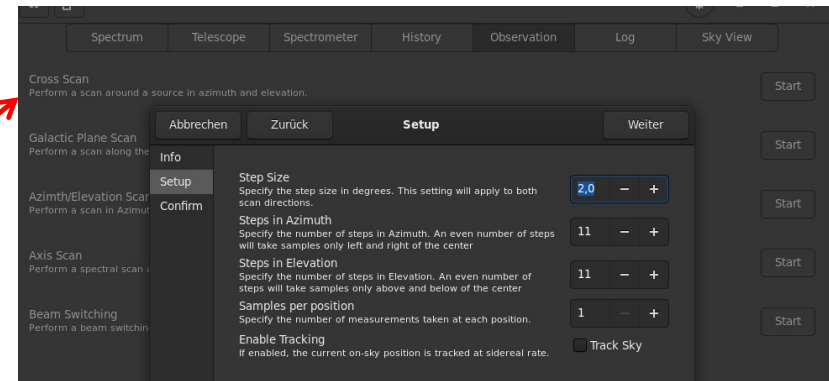 Spectrum Telescope Spectrometer History Observation Log Sky View
Cross Scan
Perform a scan around a source in azimuth and elevation.
Start
Galactic Plane Scan
Perform a scan along the
Start
Azimth/Elevation Scan
Perform a scan in Azimut
Start
Axis Scan
Perform a spectral scan a
Start
Beam Switching
Perform a beam switchin
Start
Abbrechen Zurück Setup Weiter
Info
Setup
Confirm
Step Size
Specify the step size in degrees. This setting will apply to both
scan directions.
2,0 − +
Steps in Azimuth
Specify the number of steps in Azimuth. An even number of steps
will take samples only left and right of the center
11 − +
Steps in Elevation
Specify the number of steps in Elevation. An even number of
steps will take samples only above and below of the center
11 − +
Samples per position
Specify the number of measurements taken at each position.
1 − +
Enable Tracking
If enabled, the current on-sky position is tracked at sidereal rate.
Track Sky